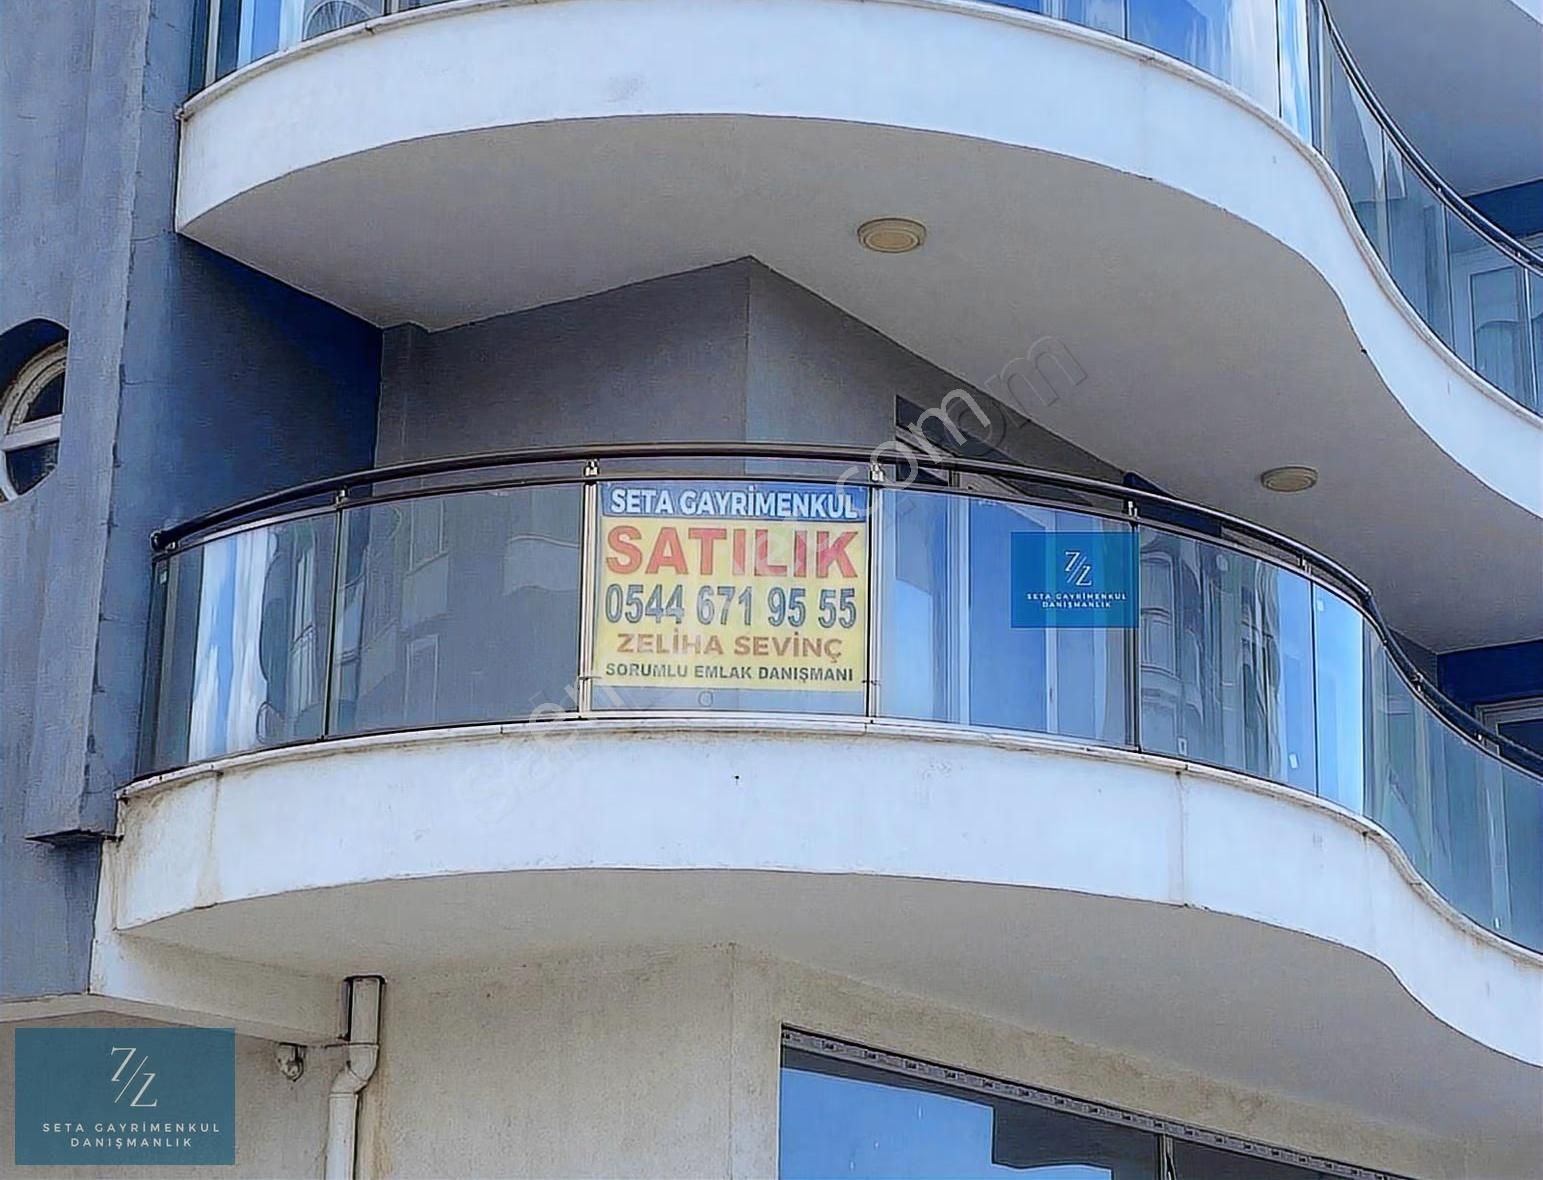 SETA GAYRİMENKUL
SATILIK
0544 671 95 55
ZELİHA SEVİNÇ
SORUMLU EMLAK DANIŞMANI
SETA GAYRİMENKUL
DANIŞMANLIK
SETA GAYRİMENKUL
DANIŞMANLIK